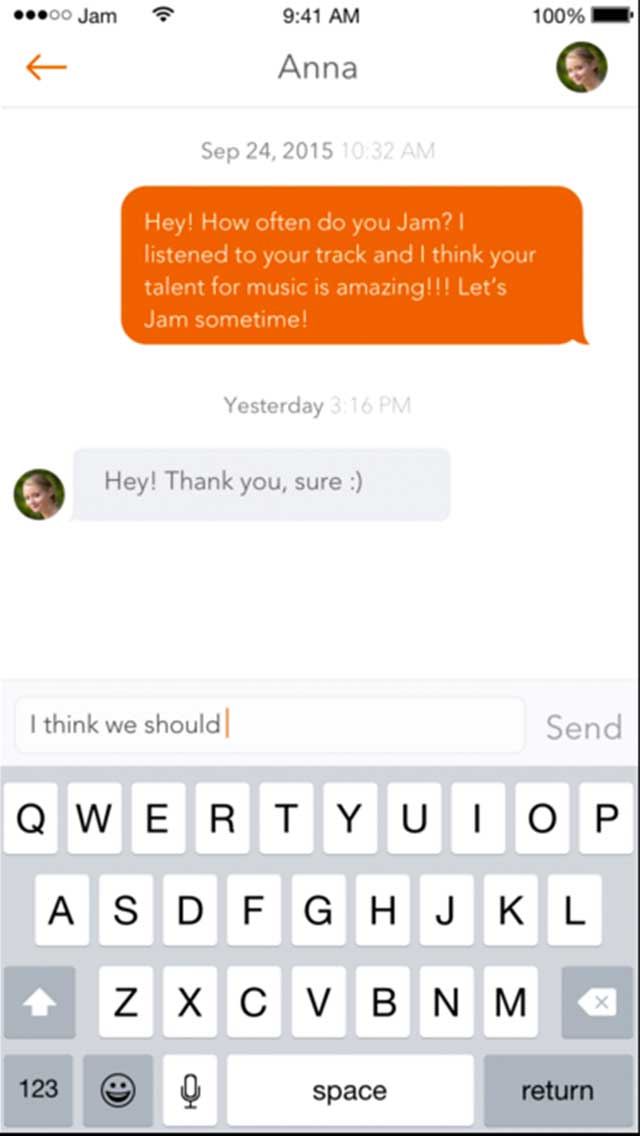 Jam 9:41 AM 100%
Anna
Sep 24, 2015 10:32 AM
Hey! How often do you Jam? I
listened to your track and I think your
talent for music is amazing!!! Let’s
Jam sometime!
Yesterday 3:16 PM
Hey! Thank you, sure :)
I think we should Send
Q W E R T Y U I O P
A S D F G H J K L
Z X C V B N M
123 space return